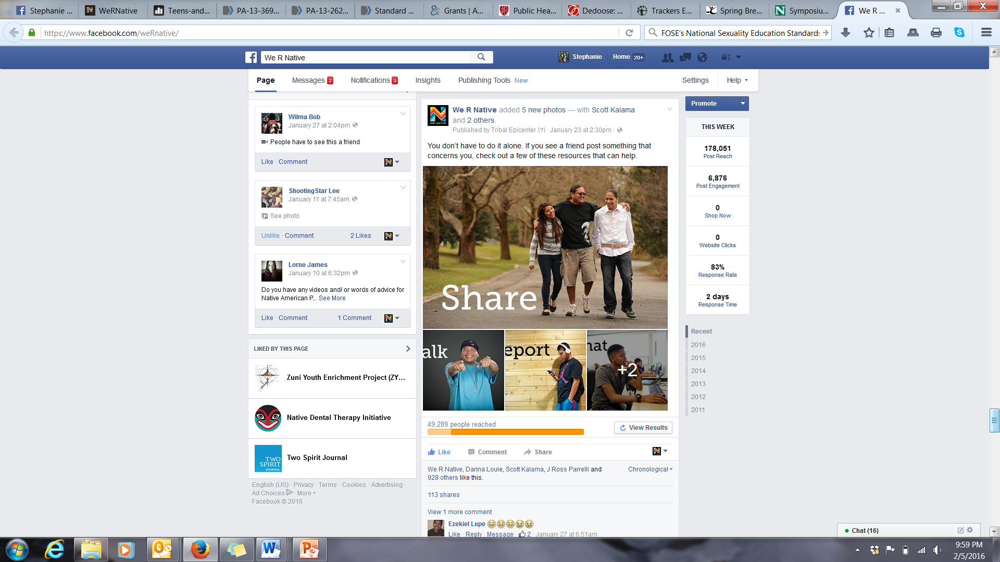 Stephanie ...
WeRNative
Teens-and...
PA-13-369...
PA-13-262...
Standard ...
Grants | A...
Public Hea...
Dedoose: ...
Trackers E...
Spring Bre...
Symposiu...
We R ...
https://www.facebook.com/weRnative/
FOSE's National Sexuality Education Standards
We R Native
Stephanie
Home 20+
Page
Messages 2
Notifications 3
Insights
Publishing Tools New
Settings
Help
Wilma Bob
January 27 at 2:04pm
People have to see this a friend
Like · Comment
ShootingStar Lee
January 11 at 7:45am
See photo
Unlike · Comment
2 Likes
Lorne James
January 10 at 6:32pm
Do you have any videos and/ or words of advice for
Native American P... See More
Like · Comment
1 Comment
LIKED BY THIS PAGE
Zuni Youth Enrichment Project (ZY...
Native Dental Therapy Initiative
TWO
SPIRIT
JOURNAL
Two Spirit Journal
English (US) · Privacy · Terms · Cookies · Advertising ·
Ad Choices · More
Facebook © 2016
We R Native added 5 new photos — with Scott Kalama
and 2 others.
Published by Tribal Epicenter [?] · January 23 at 2:30pm ·
You don't have to do it alone. If you see a friend post something that
concerns you, check out a few of these resources that can help.
Share
alk
eport
hat
+2
49,289 people reached
View Results
Like
Comment
Share
We R Native, Darina Louie, Scott Kalama, J Ross Parrelli and
928 others like this.
Chronological
113 shares
View 1 more comment
Ezekiel Lupe
Like · Reply · Message · 2 · January 27 at 6:51am
Promote
THIS WEEK
178,051
Post Reach
6,876
Post Engagement
0
Shop Now
0
Website Clicks
83%
Response Rate
2 days
Response Time
Recent
2016
2015
2014
2013
2012
2011
Chat (16)
9:59 PM
2/5/2016